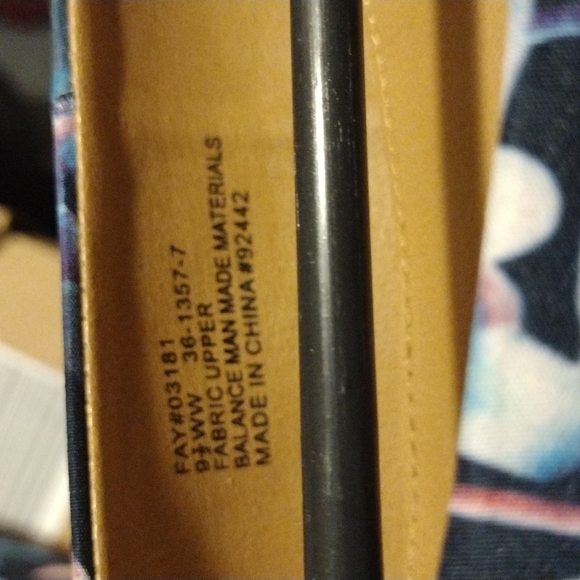 FAY#03181
9½WW 36-1357-7
FABRIC UPPER
BALANCE MAN MADE MATERIALS
MADE IN CHINA #92442